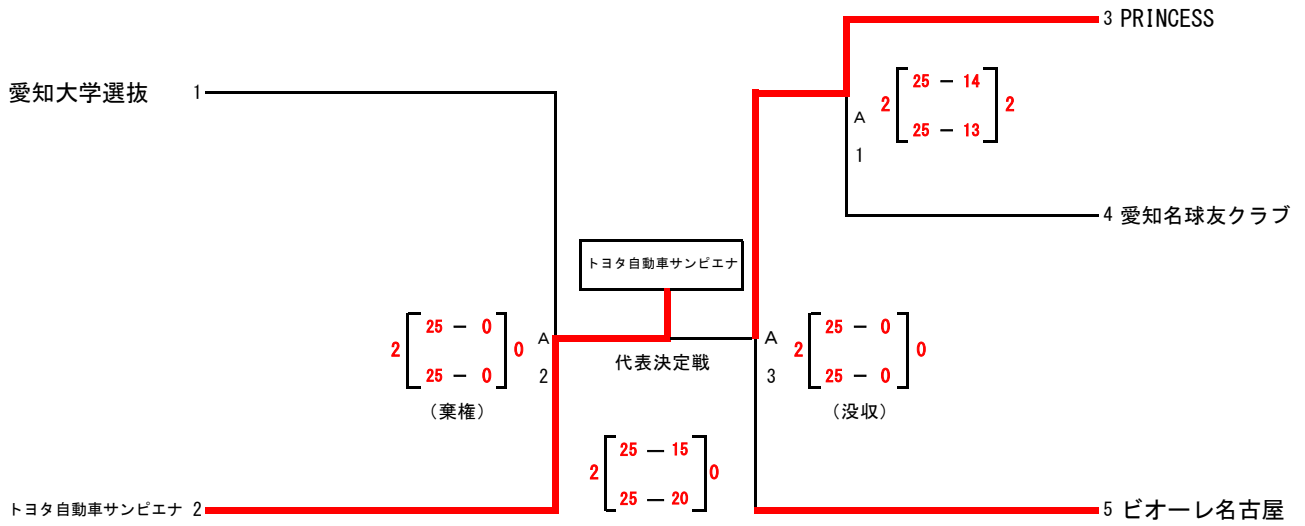 3 PRINCESS
愛知大学選抜 1
2 25 － 14 2
25 － 13
A
1
4 愛知名球友クラブ
トヨタ自動車サンピエナ
2 25 － 0 0
25 － 0
（棄権）
A
2
代表決定戦
A
3
2 25 － 0 0
25 － 0
（没収）
2 25 － 15 0
25 － 20
トヨタ自動車サンピエナ 2
5 ビオーレ名古屋